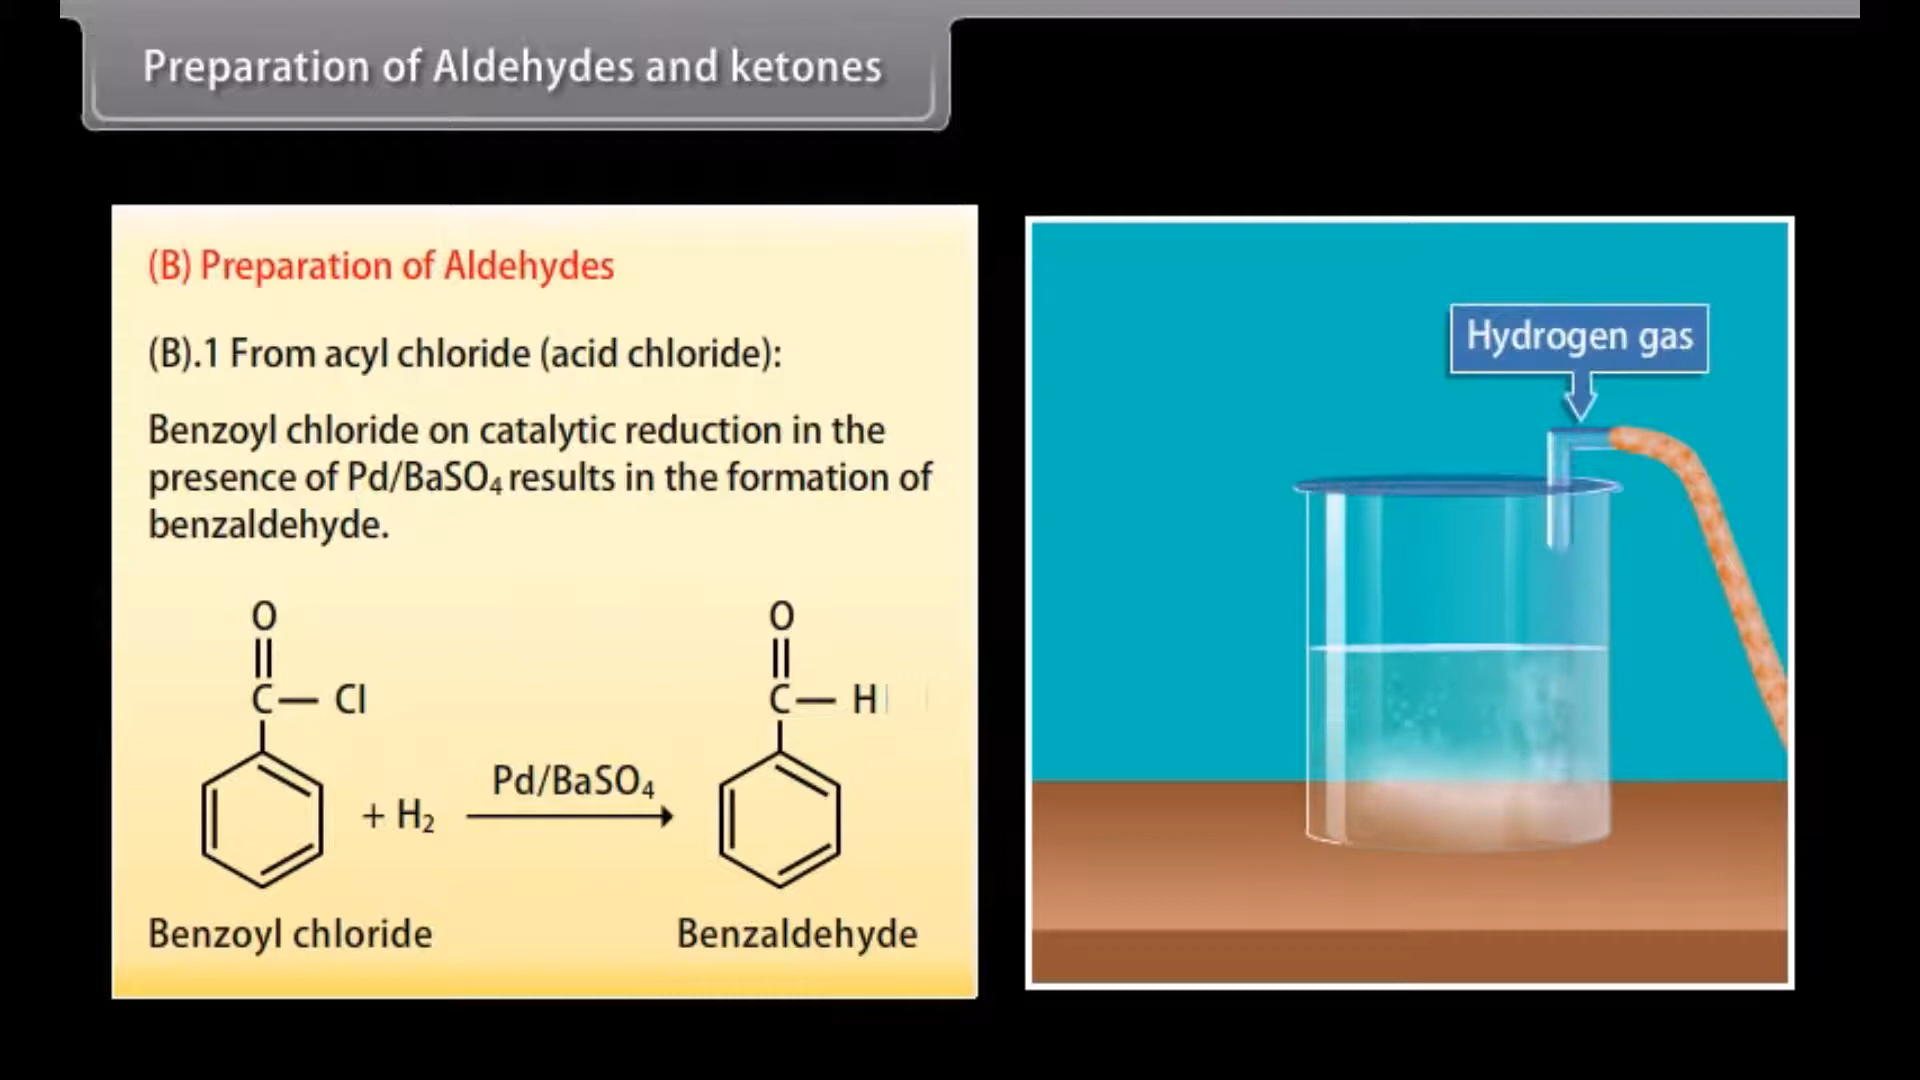 Preparation of Aldehydes and ketones
(B) Preparation of Aldehydes
(B).1 From acyl chloride (acid chloride):
Benzoyl chloride on catalytic reduction in the
presence of Pd/BaSO₄ results in the formation of
benzaldehyde.
O
C — Cl
+ H₂
Pd/BaSO₄
O
C — H
Benzoyl chloride
Benzaldehyde
Hydrogen gas